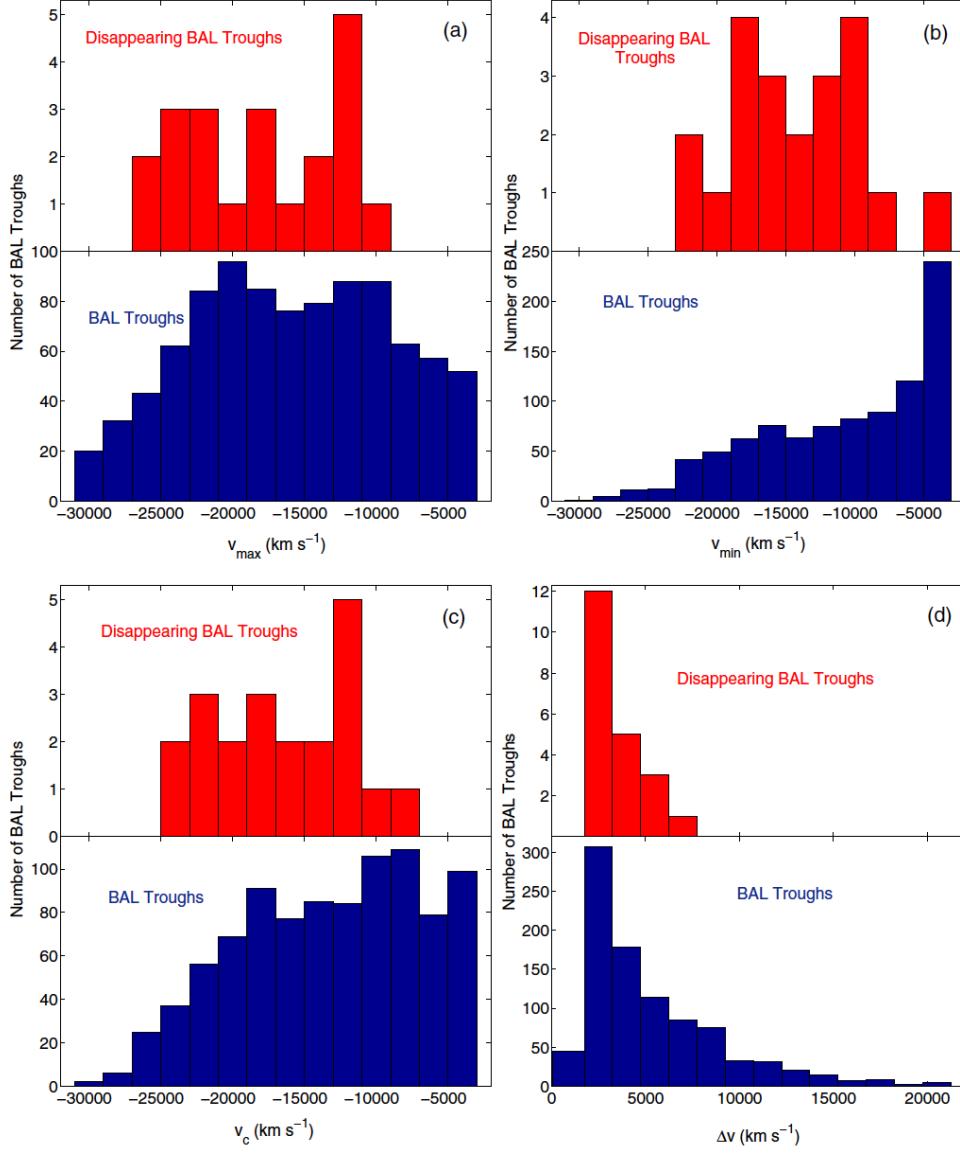 (a)
Disappearing BAL Troughs
5
4
3
2
1
100
80
60
40
20
0
Number of BAL Troughs
BAL Troughs
−30000 −25000 −20000 −15000 −10000 −5000
v_max (km s⁻¹)
(b)
Disappearing BAL
Troughs
4
3
2
1
250
200
150
100
50
0
Number of BAL Troughs
BAL Troughs
−30000 −25000 −20000 −15000 −10000 −5000
v_min (km s⁻¹)
(c)
Disappearing BAL Troughs
5
4
3
2
1
0
100
80
60
40
20
0
Number of BAL Troughs
BAL Troughs
−30000 −25000 −20000 −15000 −10000 −5000
v_c (km s⁻¹)
(d)
Disappearing BAL Troughs
12
10
8
6
4
2
300
250
200
150
100
50
0
Number of BAL Troughs
BAL Troughs
0 5000 10000 15000 20000
Δv (km s⁻¹)